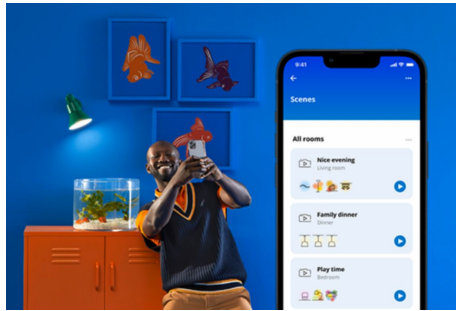 9:41
Scenes
All rooms
Nice evening
Living room
Family dinner
Dinner
Play time
Bedroom